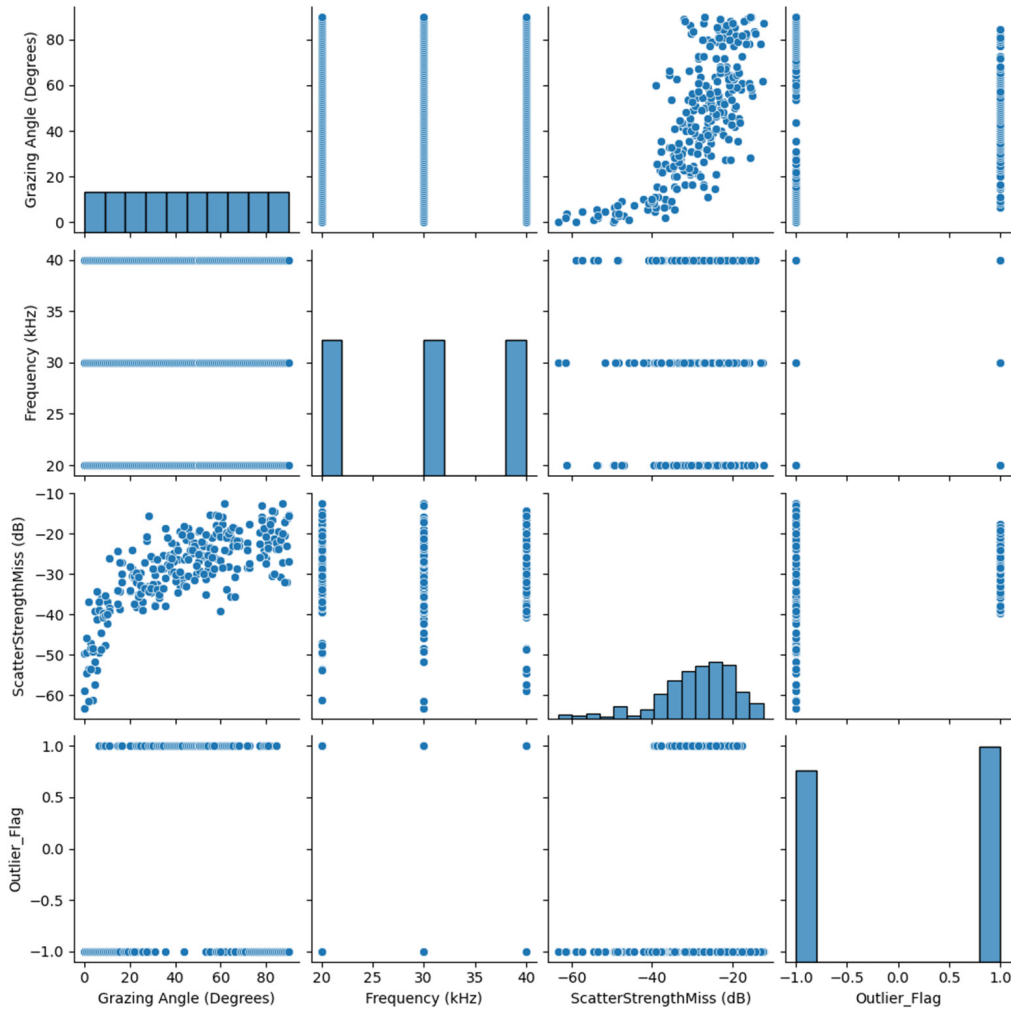 80
60
40
20
0
Grazing Angle (Degrees)
40
35
30
25
20
Frequency (kHz)
−10
−20
−30
−40
−50
−60
ScatterStrengthMiss (dB)
1.0
0.5
0.0
−0.5
−1.0
Outlier_Flag
0 20 40 60 80
20 25 30 35 40
−60 −40 −20
−1.0 −0.5 0.0 0.5 1.0
Grazing Angle (Degrees) Frequency (kHz) ScatterStrengthMiss (dB) Outlier_Flag